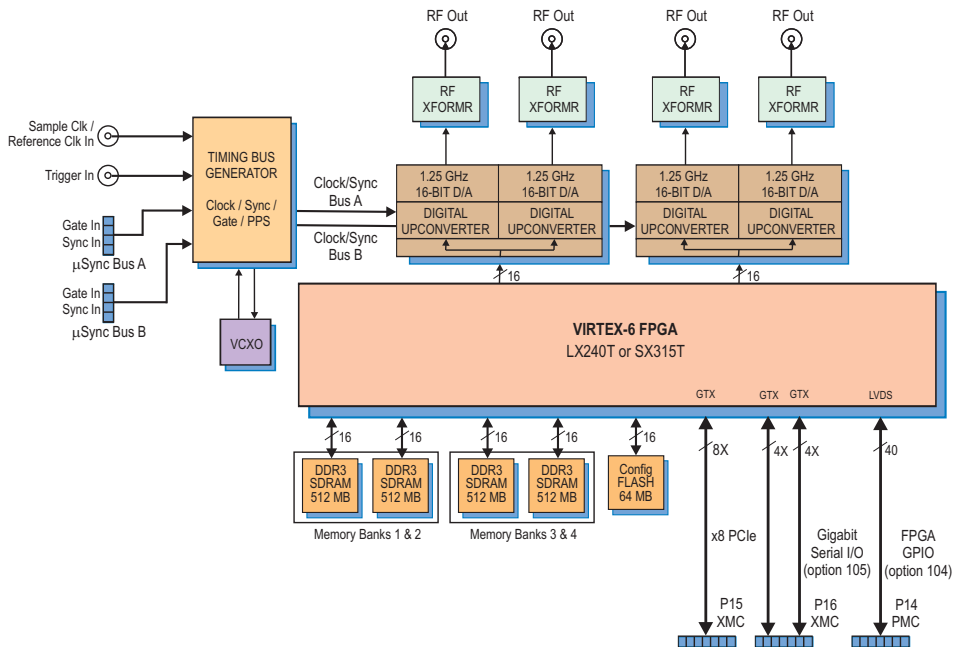 RF Out
RF Out
RF Out
RF Out
RF
XFORMR
RF
XFORMR
RF
XFORMR
RF
XFORMR
Sample Clk /
Reference Clk In
Trigger In
Gate In
Sync In
μSync Bus A
Gate In
Sync In
μSync Bus B
TIMING BUS
GENERATOR
Clock / Sync /
Gate / PPS
VCXO
Clock/Sync
Bus A
Clock/Sync
Bus B
1.25 GHz
16-BIT D/A
1.25 GHz
16-BIT D/A
DIGITAL
UPCONVERTER
DIGITAL
UPCONVERTER
1.25 GHz
16-BIT D/A
1.25 GHz
16-BIT D/A
DIGITAL
UPCONVERTER
DIGITAL
UPCONVERTER
16
16
VIRTEX-6 FPGA
LX240T or SX315T
GTX
GTX
GTX
LVDS
16
16
16
16
16
8X
4X
4X
40
DDR3
SDRAM
512 MB
DDR3
SDRAM
512 MB
DDR3
SDRAM
512 MB
DDR3
SDRAM
512 MB
Config
FLASH
64 MB
Memory Banks 1 & 2
Memory Banks 3 & 4
x8 PCIe
Gigabit
Serial I/O
(option 105)
FPGA
GPIO
(option 104)
P15
XMC
P16
XMC
P14
PMC